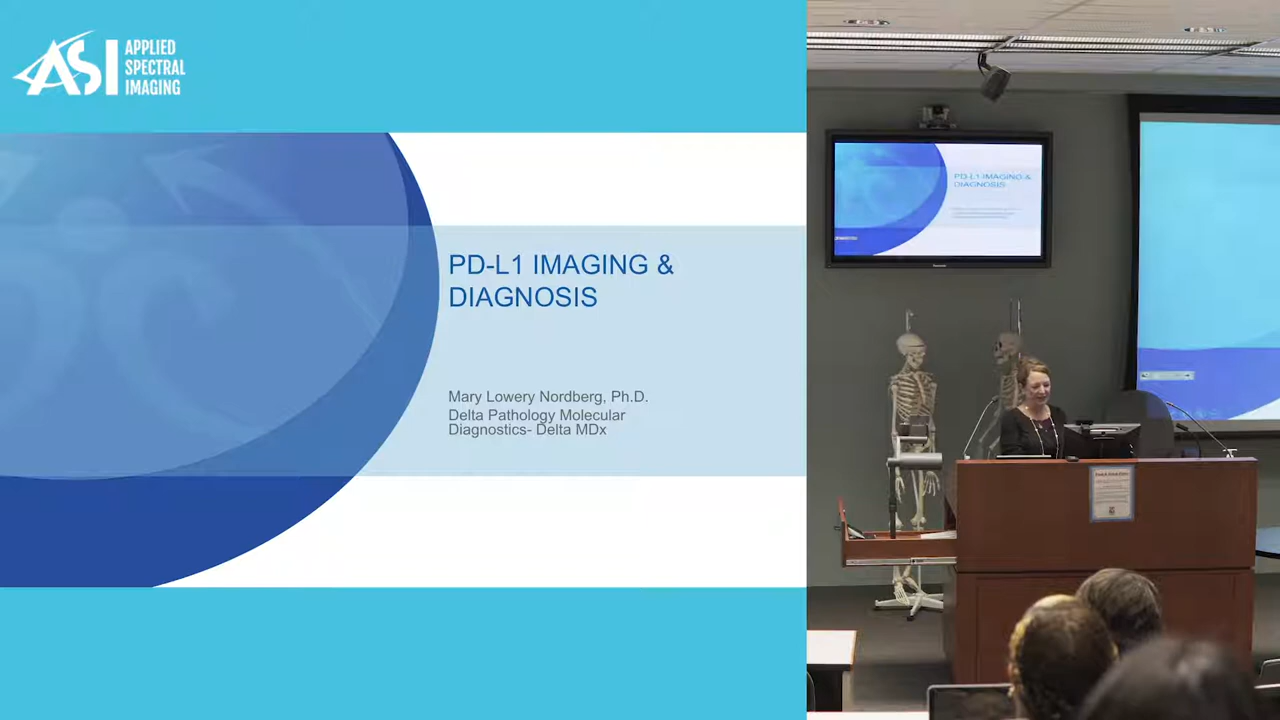 ASI
APPLIED
SPECTRAL
IMAGING
PD-L1 IMAGING &
DIAGNOSIS
Mary Lowery Nordberg, Ph.D.
Delta Pathology Molecular
Diagnostics- Delta MDx
PD-L1 IMAGING &
DIAGNOSIS